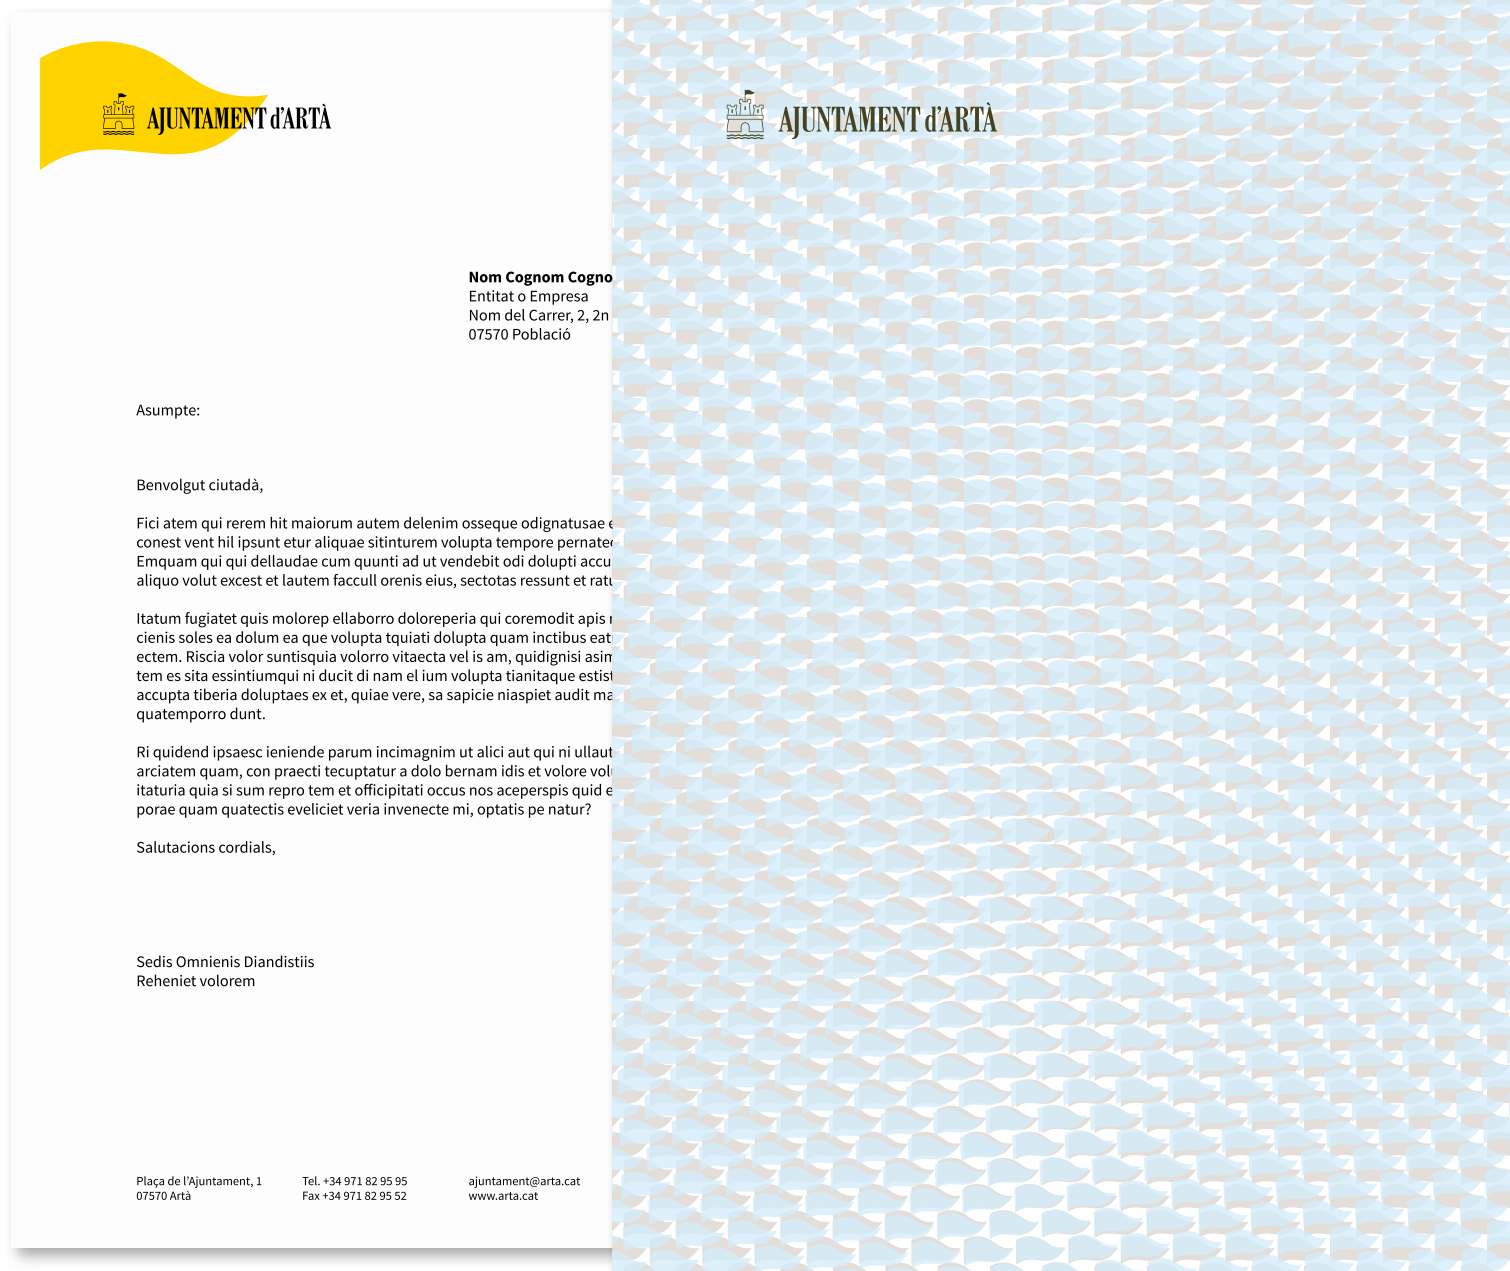 AJUNTAMENT d'ARTÀ
AJUNTAMENT d'ARTÀ
Nom Cognom
Entitat o Empresa
Nom del Carrer, 2, 2n
07570 Població
Asumpte:
Benvolgut ciutadà,
Fici atem qui rerem hit maiorum autem delenim osseque odignatusae
conest vent hil ipsunt etur aliquae sitinturem volupta tempore
Emquam qui qui dellaudae cum quunti ad ut vendebit odi dolupti
aliquo volut excest et lautem faccull orenis eius, sectotas ressunt et
Itatum fugiatet quis molorep ellaborro doloreperia qui coremodit apis
cienis soles ea dolum ea que volupta tquiati dolupta quam inctibus
ectem. Riscia volor suntisquia volorro vitaecta vel is am, quidignisi
tem es sita essintiumqui ni ducit di nam el ium volupta tianitaque
accupta tiberia doluptaes ex et, quiae vere, sa sapicie niaspiet audit
quatemporro dunt.
Ri quidend ipsaesc ieniende parum incimagnim ut alici aut qui ni
arciatem quam, con praecti tecuptatur a dolo bernam idis et volore
itaturia quia si sum repro tem et officipitati occus nos aceperspis quid
porae quam quatectis eveliciet veria invenecte mi, optatis pe natur?
Salutacions cordials,
Sedis Omnienis Diandistiis
Reheniet volorem
Plaça de l'Ajuntament, 1
07570 Artà
Tel. +34 971 82 95 95
Fax +34 971 82 95 52
ajuntament@arta.cat
www.arta.cat